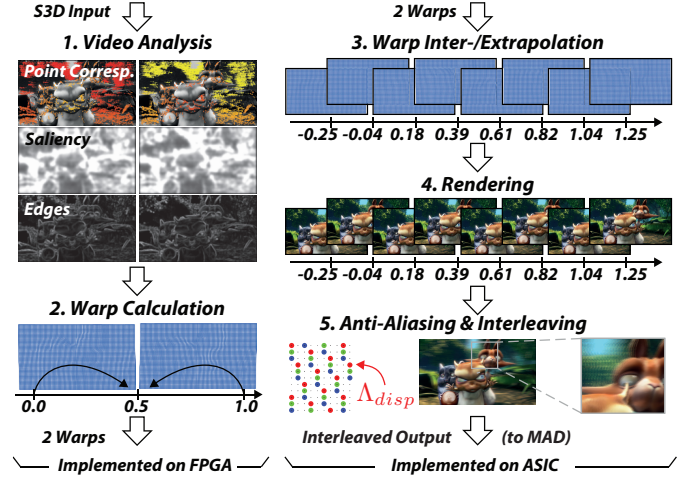 S3D Input
1. Video Analysis
Point Corresp.
Saliency
Edges
2. Warp Calculation
0.0 0.5 1.0
2 Warps
Implemented on FPGA
2 Warps
3. Warp Inter-/Extrapolation
-0.25 -0.04 0.18 0.39 0.61 0.82 1.04 1.25
4. Rendering
-0.25 -0.04 0.18 0.39 0.61 0.82 1.04 1.25
5. Anti-Aliasing & Interleaving
Λdisp
Interleaved Output (to MAD)
Implemented on ASIC